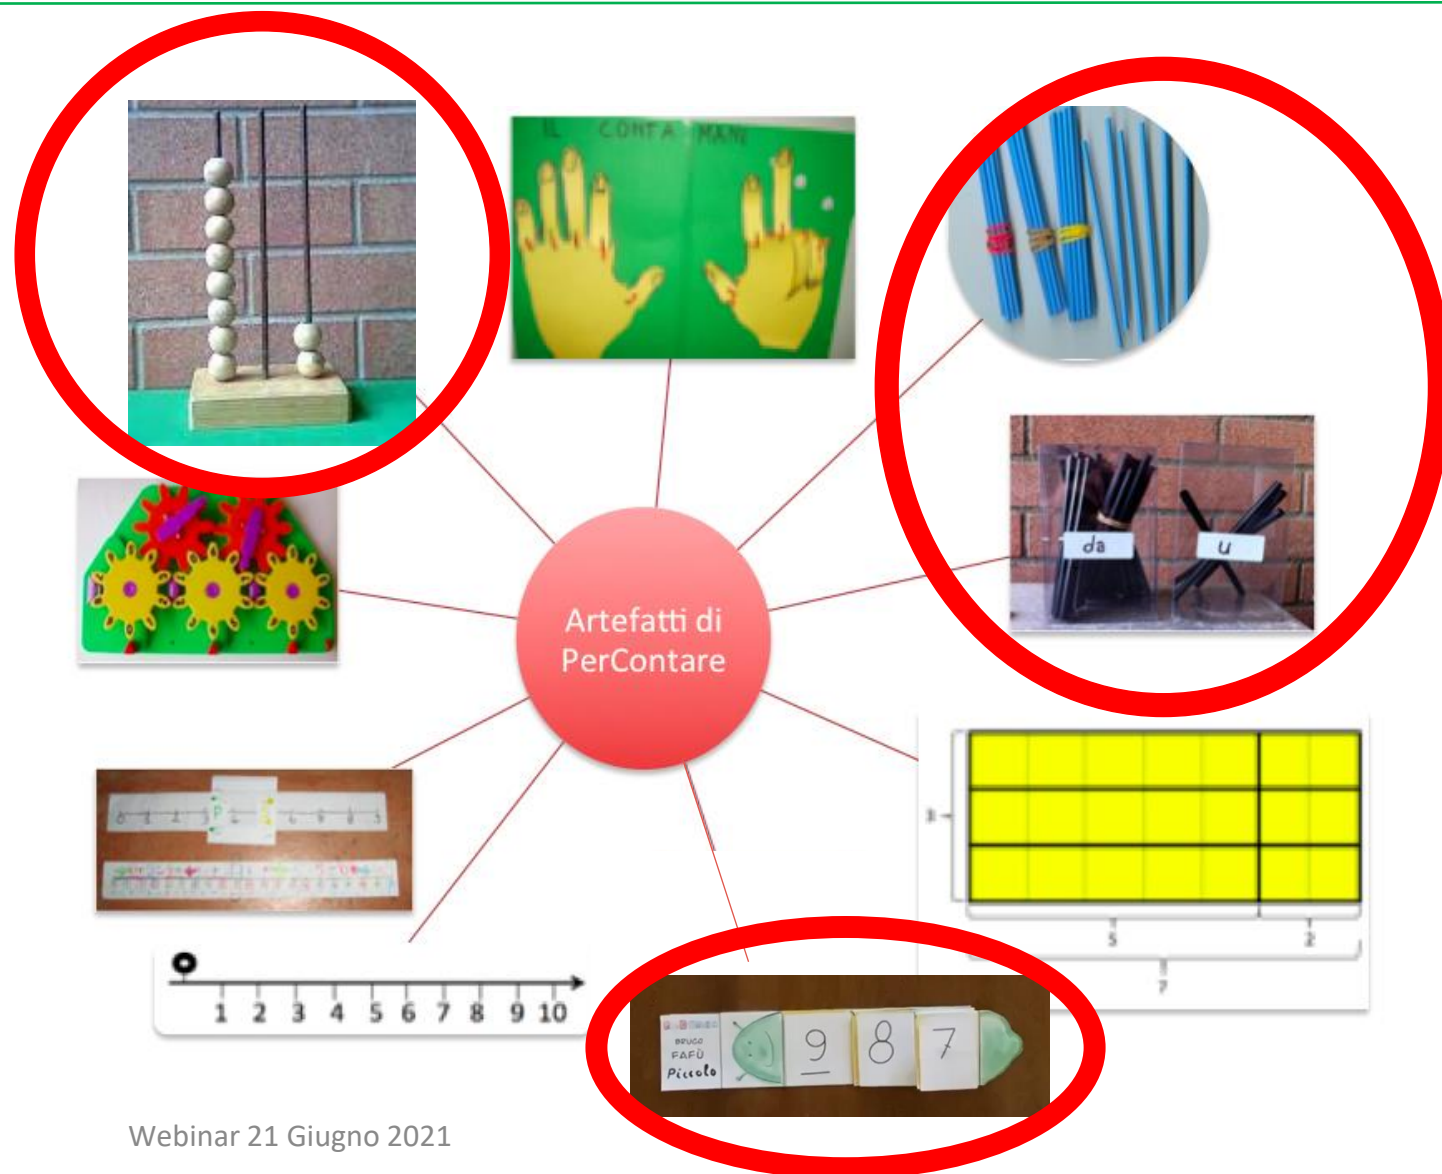 IL CONTA MANI
da
u
Artefatti di
PerContare
5
2
7
1 2 3 4 5 6 7 8 9 10
BRUCO
FAFÙ
Piccolo
9 8 7
Webinar 21 Giugno 2021